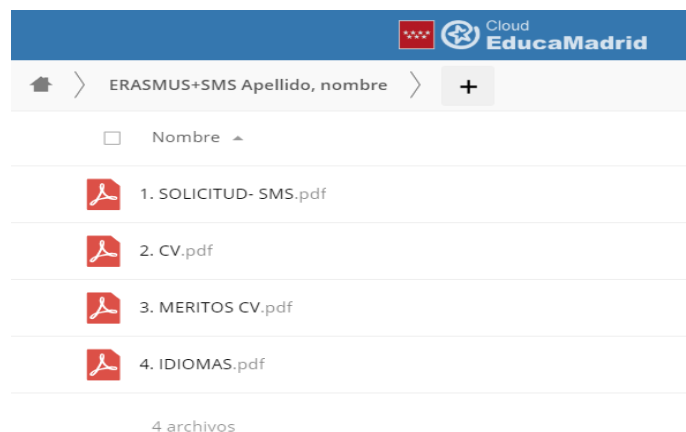 Cloud
EducaMadrid
ERASMUS+SMS Apellido, nombre
+
Nombre
1. SOLICITUD- SMS.pdf
2. CV.pdf
3. MERITOS CV.pdf
4. IDIOMAS.pdf
4 archivos